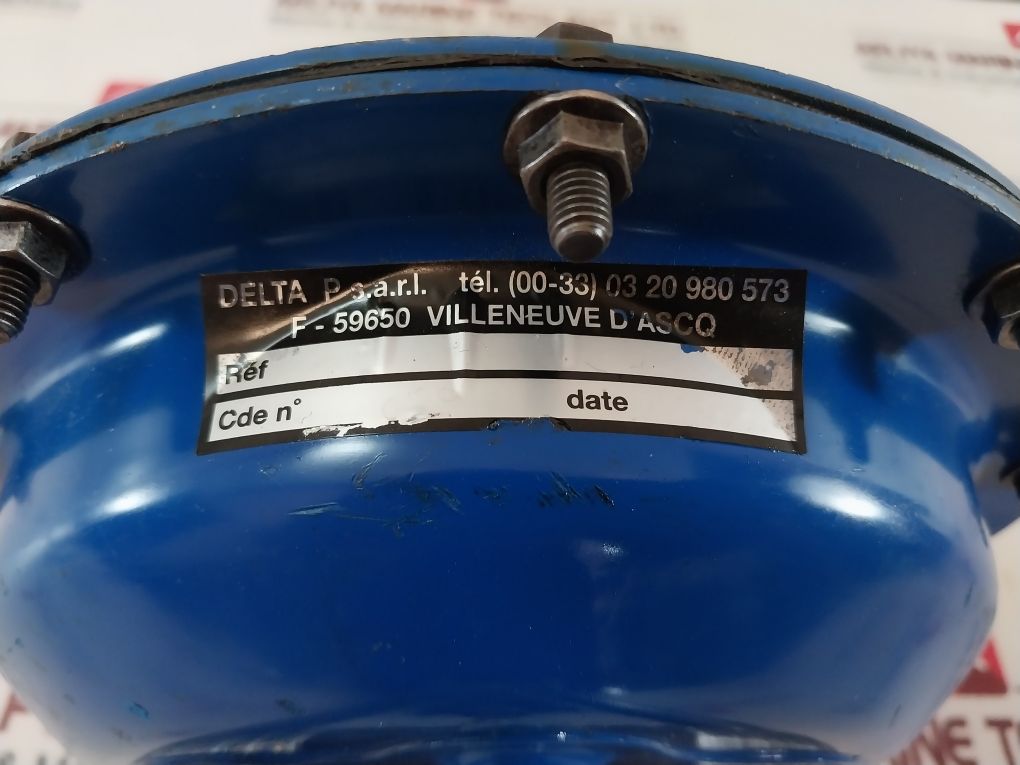 DELTA P s.a.r.l. tél. (00-33) 03 20 980 573
F - 59650 VILLENEUVE D'ASCQ
Réf
Cde n° date